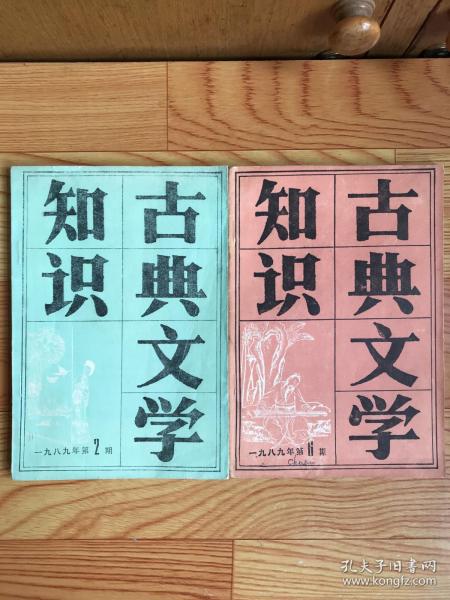 古典文学
知识
一九八九年第2期
古典文学
知识
一九八九年第6期
孔夫子旧书网
www.kongfz.com